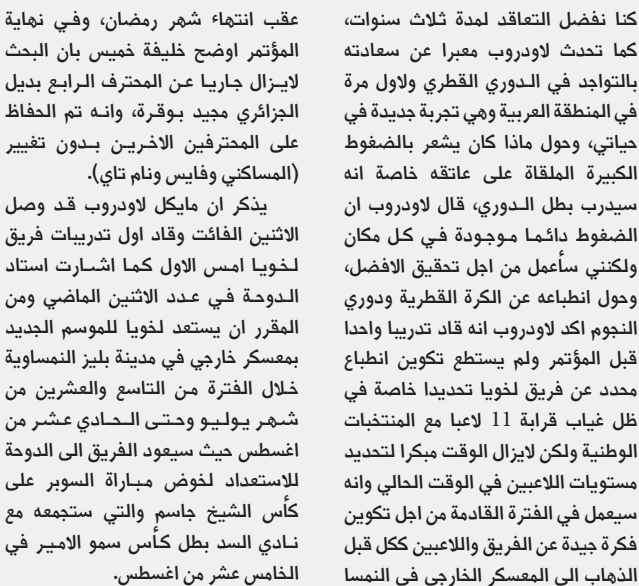 كنا نفضل التعاقد لمدة ثلاث سنوات،
كما تحدث لاودروب معبرا عن سعادته
بالتواجد في الدوري القطري ولاول مرة
في المنطقة العربية وهي تجربة جديدة في
حياتي، وحول ماذا كان يشعر بالضغوط
الكبيرة الملقاة على عاتقه خاصة انه
سيدرب بطل الدوري، قال لاودروب ان
الضغوط دائما موجودة في كل مكان
ولكنني سأعمل من اجل تحقيق الافضل،
وحول انطباعه عن الكرة القطرية ودوري
النجوم اكد لاودروب انه قاد تدريبا واحدا
قبل المؤتمر ولم يستطع تكوين انطباع
محدد عن فريق لخويا تحديدا خاصة في
ظل غياب قرابة 11 لاعبا مع المنتخبات
الوطنية ولكن لايزال الوقت مبكرا لتحديد
مستويات اللاعبين في الوقت الحالي وانه
سيعمل في الفترة القادمة من اجل تكوين
فكرة جيدة عن الفريق واللاعبين ككل قبل
الذهاب الى المعسكر الخارجي في النمسا
عقب انتهاء شهر رمضان، وفي نهاية
المؤتمر اوضح خليفة خميس بان البحث
لايزال جاريا عن المحترف الرابع بديل
الجزائري مجيد بوقرة، وانه تم الحفاظ
على المحترفين الاخرين بدون تغيير
(المساكني وفايس ونام تاي).
يذكر ان مايكل لاودروب قد وصل
الاثنين الفائت وقاد اول تدريبات فريق
لخويا امس الاول كما اشارت استاد
الدوحة في عدد الاثنين الماضي ومن
المقرر ان يستعد لخويا للموسم الجديد
بمعسكر خارجي في مدينة بليز النمساوية
خلال الفترة من التاسع والعشرين من
شهر يوليو وحتى الحادي عشر من
اغسطس حيث سيعود الفريق الى الدوحة
للاستعداد لخوض مباراة السوبر على
كأس الشيخ جاسم والتي ستجمعه مع
نادي السد بطل كأس سمو الامير في
الخامس عشر من اغسطس.